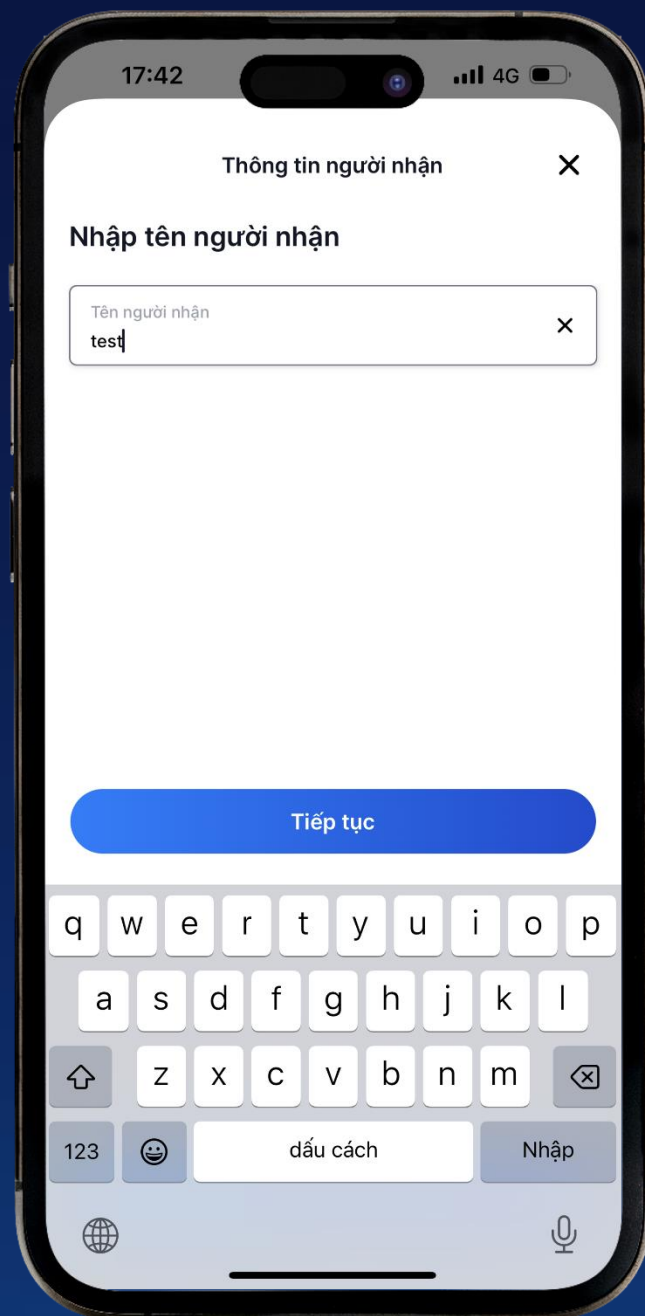 17:42
4G
Thông tin người nhận
Nhập tên người nhận
Tên người nhận
test
Tiếp tục
q w e r t y u i o p
a s d f g h j k l
z x c v b n m
123 dấu cách Nhập